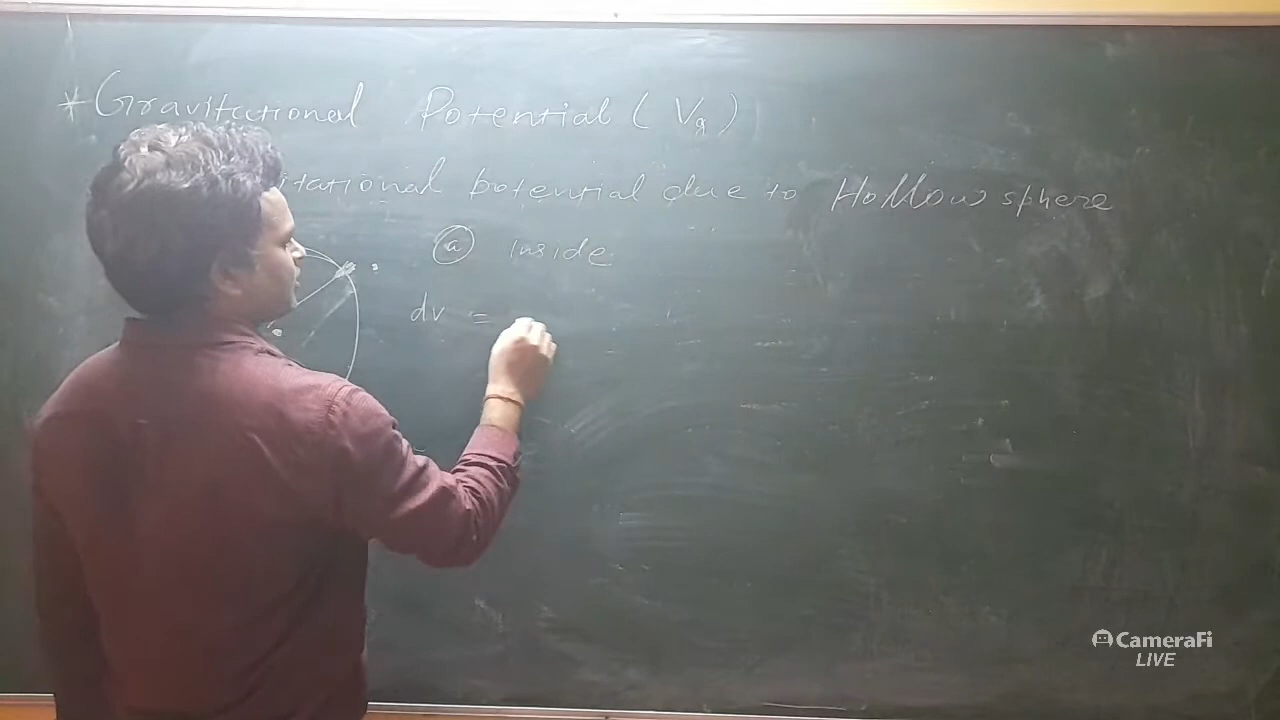 * Gravitational Potential ( Vg )
itational potential due to Hollow sphere
(a) Inside
dv =
CameraFi
LIVE